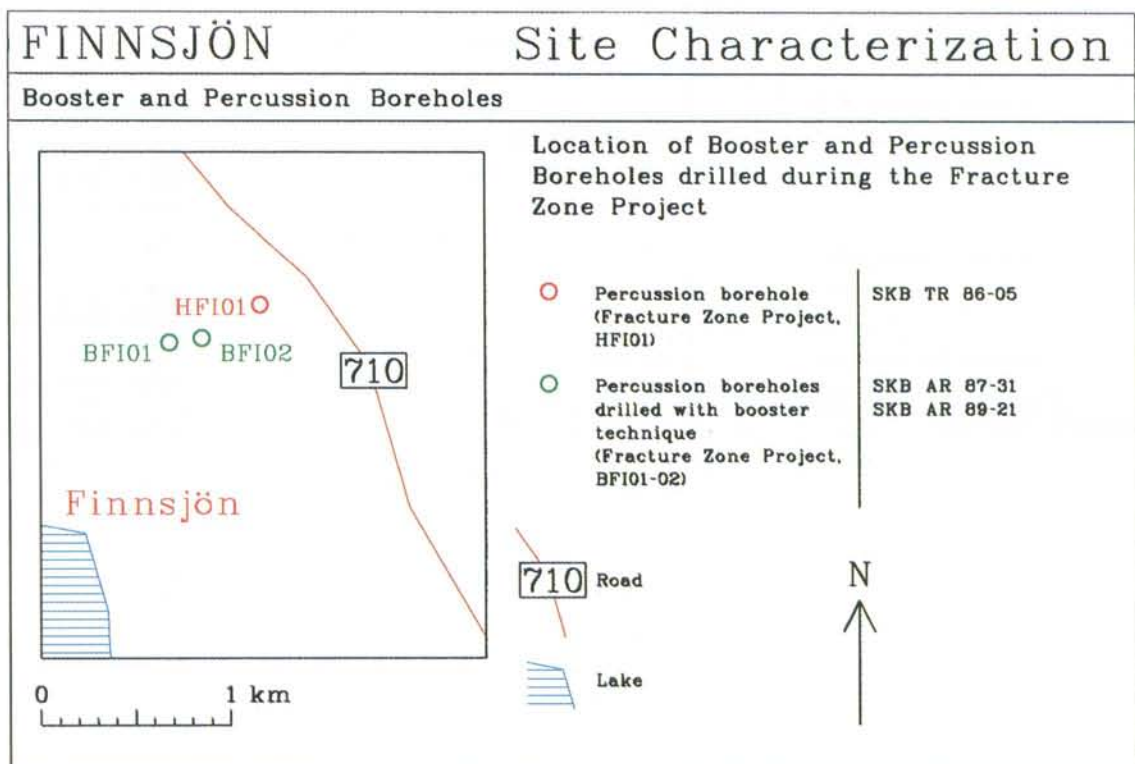 FINNSJÖN
Site Characterization
Booster and Percussion Boreholes
HFI01
BFI01
BFI02
710
Finnsjön
0
1 km
Location of Booster and Percussion
Boreholes drilled during the Fracture
Zone Project
Percussion borehole
(Fracture Zone Project,
HFI01)
SKB TR 86-05
Percussion boreholes
drilled with booster
technique
(Fracture Zone Project,
BFI01-02)
SKB AR 87-31
SKB AR 89-21
710
Road
Lake
N